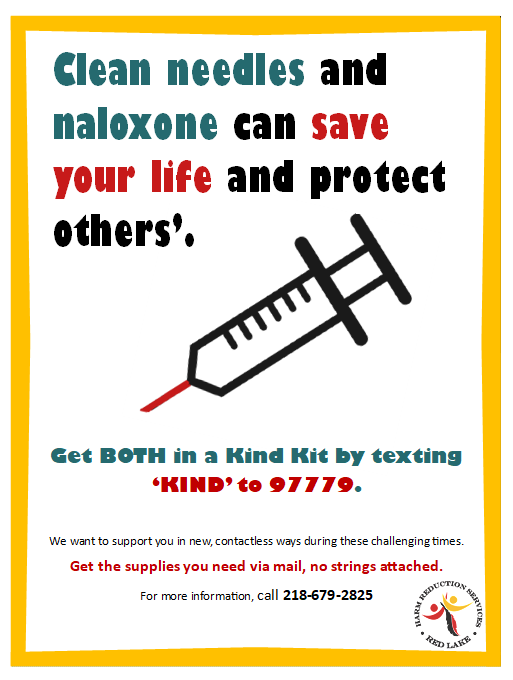 Clean needles and
naloxone can save
your life and protect
others’.
Get BOTH in a Kind Kit by texting
‘KIND’ to 97779.
We want to support you in new, contactless ways during these challenging times.
Get the supplies you need via mail, no strings attached.
For more information, call 218-679-2825
HARM REDUCTION SERVICES
• RED LAKE •